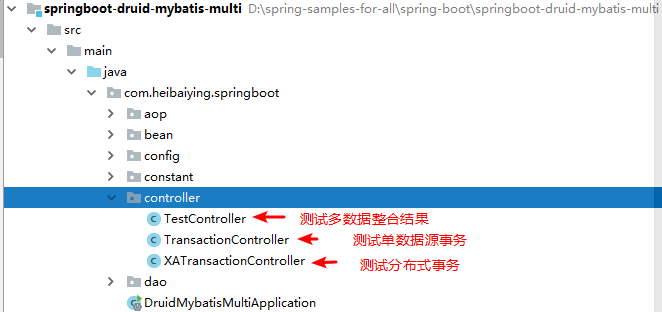 springboot-druid-mybatis-multi D:\spring-samples-for-all\spring-boot\springboot-druid-mybatis-multi
src
main
java
com.heibaiying.springboot
aop
bean
config
constant
controller
TestController 测试多数据整合结果
TransactionController 测试单数据源事务
XATransactionController 测试分布式事务
dao
DruidMybatisMultiApplication